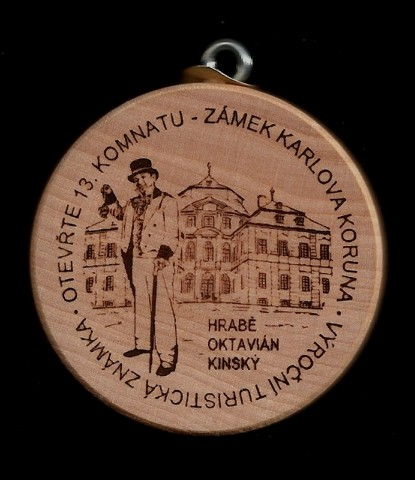 OTEVŘTE 13. KOMNATU - ZÁMEK KARLOVA KORUNA • VÝROČNÍ TURISTICKÁ ZNÁMKA •
HRABĚ
OKTAVIÁN
KINSKÝ